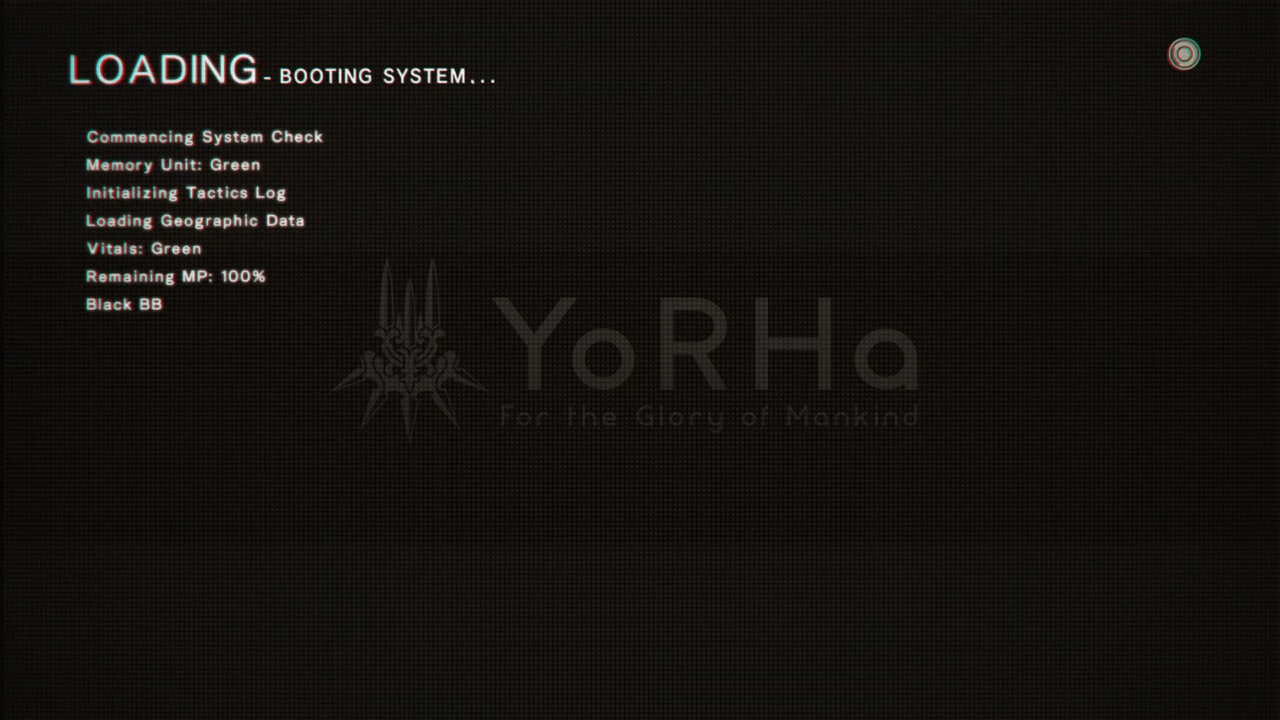 LOADING - BOOTING SYSTEM...
Commencing System Check
Memory Unit: Green
Initializing Tactics Log
Loading Geographic Data
Vitals: Green
Remaining MP: 100%
Black BB
YoRHa
For the Glory of Mankind